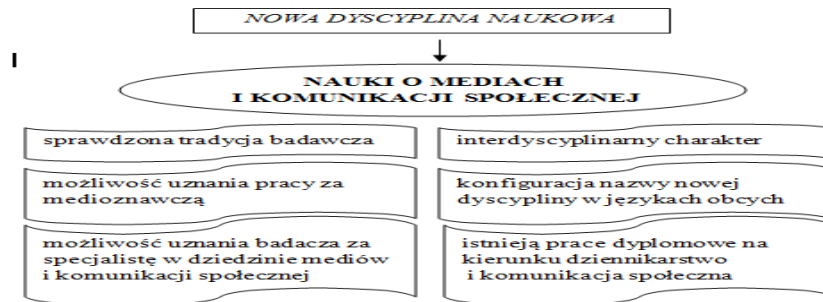 NOWA DYSCYPLINA NAUKOWA
I
NAUKI O MEDIACH
I KOMUNIKACJI SPOŁECZNEJ
sprawdzona tradycja badawcza
interdyscyplinarny charakter
możliwość uznania pracy za
medioznawczą
konfiguracja nazwy nowej
dyscypliny w językach obcych
możliwość uznania badacza za
specjalistę w dziedzinie mediów
i komunikacji społecznej
istnieją prace dyplomowe na
kierunku dziennikarstwo
i komunikacja społeczna